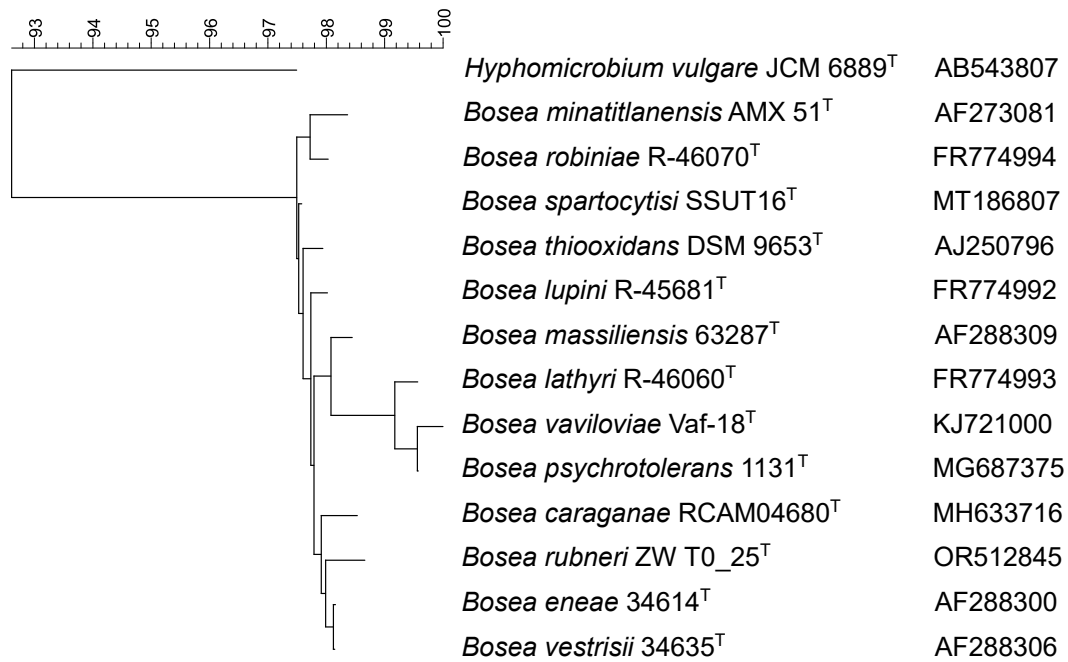 93 94 95 96 97 98 99 100
Hyphomicrobium vulgare JCM 6889ᵀ AB543807
Bosea minatitlanensis AMX 51ᵀ AF273081
Bosea robiniae R-46070ᵀ FR774994
Bosea spartocytisi SSUT16ᵀ MT186807
Bosea thiooxidans DSM 9653ᵀ AJ250796
Bosea lupini R-45681ᵀ FR774992
Bosea massiliensis 63287ᵀ AF288309
Bosea lathyri R-46060ᵀ FR774993
Bosea vaviloviae Vaf-18ᵀ KJ721000
Bosea psychrotolerans 1131ᵀ MG687375
Bosea caraganae RCAM04680ᵀ MH633716
Bosea rubneri ZW T0_25ᵀ OR512845
Bosea eneae 34614ᵀ AF288300
Bosea vestrisii 34635ᵀ AF288306